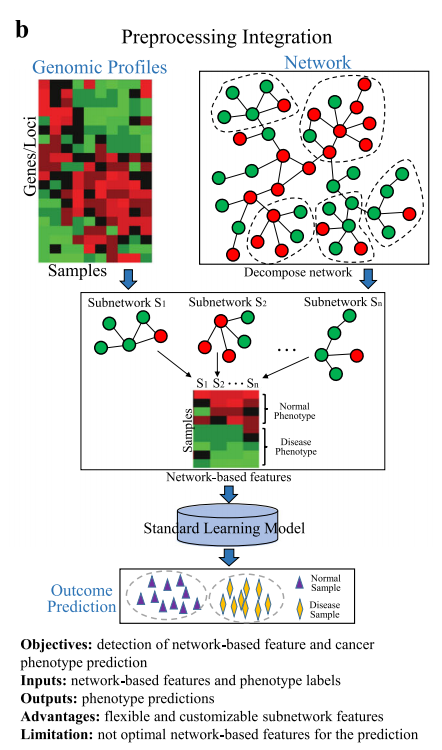 b
Preprocessing Integration
Genomic Profiles
Network
Genes/Loci
Samples
Decompose network
Subnetwork S1
Subnetwork S2
Subnetwork Sn
...
S1 S2 ··· Sn
Samples
Normal
Phenotype
Disease
Phenotype
Network-based features
Standard Learning Model
Outcome
Prediction
Normal
Sample
Disease
Sample
Objectives: detection of network-based feature and cancer
phenotype prediction
Inputs: network-based features and phenotype labels
Outputs: phenotype predictions
Advantages: flexible and customizable subnetwork features
Limitation: not optimal network-based features for the prediction